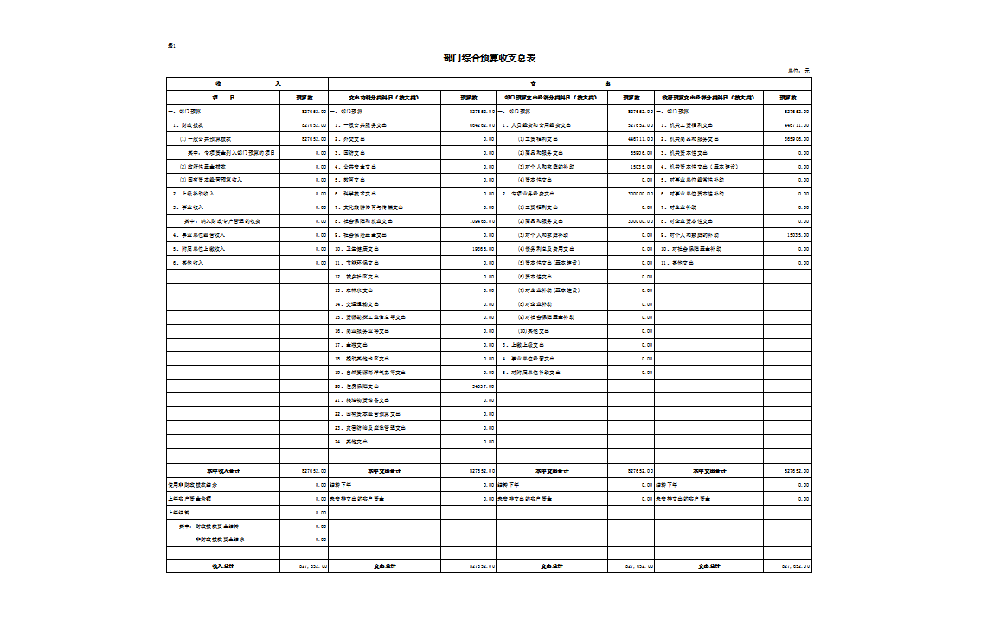 表:
部门综合预算收支总表
单位：元
收 入 支 出
项 目 预算数 支出功能分类科目（按大类） 预算数 部门预算支出经济分类科目（按大类） 预算数 政府预算支出经济分类科目（按大类） 预算数
一、部门预算 827652.00 一、部门预算 827652.00 一、部门预算 827652.00 一、部门预算 827652.00
1、财政拨款 827652.00 1、一般公共服务支出 664262.00 1、人员经费和公用经费支出 527652.00 1、机关工资福利支出 446711.00
(1)一般公共预算拨款 827652.00 2、外交支出 0.00 (1)工资福利支出 446711.00 2、机关商品和服务支出 365906.00
其中：专项资金列入部门预算的项目 0.00 3、国防支出 0.00 (2)商品和服务支出 65906.00 3、机关资本性支出 0.00
(2)政府性基金拨款 0.00 4、公共安全支出 0.00 (3)对个人和家庭的补助 15035.00 4、机关资本性支出（基本建设） 0.00
(3)国有资本经营预算收入 0.00 5、教育支出 0.00 (4)资本性支出 0.00 5、对事业单位经常性补助 0.00
2、上级补助收入 0.00 6、科学技术支出 0.00 2、专项业务经费支出 300000.00 6、对事业单位资本性补助 0.00
3、事业收入 0.00 7、文化旅游体育与传媒支出 0.00 (1)工资福利支出 0.00 7、对企业补助 0.00
其中：纳入财政专户管理的收费 0.00 8、社会保障和就业支出 109465.00 (2)商品和服务支出 300000.00 8、对企业资本性支出 0.00
4、事业单位经营收入 0.00 9、社会保险基金支出 0.00 (3)对个人和家庭补助 0.00 9、对个人和家庭的补助 15035.00
5、附属单位上缴收入 0.00 10、卫生健康支出 19368.00 (4)债务利息及费用支出 0.00 10、对社会保障基金补助 0.00
6、其他收入 0.00 11、节能环保支出 0.00 (5)资本性支出(基本建设) 0.00 11、其他支出 0.00
12、城乡社区支出 0.00 (6)资本性支出 0.00
13、农林水支出 0.00 (7)对企业补助(基本建设) 0.00
14、交通运输支出 0.00 (8)对企业补助 0.00
15、资源勘探工业信息等支出 0.00 (9)对社会保障基金补助 0.00
16、商业服务业等支出 0.00 (10)其他支出 0.00
17、金融支出 0.00 3、上缴上级支出 0.00
18、援助其他地区支出 0.00 4、事业单位经营支出 0.00
19、自然资源海洋气象等支出 0.00 5、对附属单位补助支出 0.00
20、住房保障支出 34557.00
21、粮油物资储备支出 0.00
22、国有资本经营预算支出 0.00
23、灾害防治及应急管理支出 0.00
24、其他支出 0.00
本年收入合计 827652.00 本年支出合计 827652.00 本年支出合计 827652.00 本年支出合计 827652.00
使用非财政拨款结余 0.00 结转下年 0.00 结转下年 0.00 结转下年 0.00
上年实户资金余额 0.00 未安排支出的实户资金 0.00 未安排支出的实户资金 0.00 未安排支出的实户资金 0.00
上年结转 0.00
其中：财政拨款资金结转 0.00
非财政拨款资金结余 0.00
收入总计 827,652.00 支出总计 827652.00 支出总计 827,652.00 支出总计 827,652.00